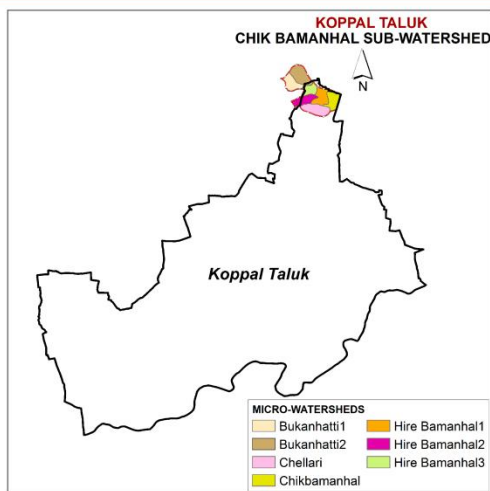 KOPPAL TALUK
CHIK BAMANHAL SUB-WATERSHED
N
Koppal Taluk
MICRO-WATERSHEDS
Bukanhatti1
Bukanhatti2
Chellari
Chikbamanhal
Hire Bamanhal1
Hire Bamanhal2
Hire Bamanhal3